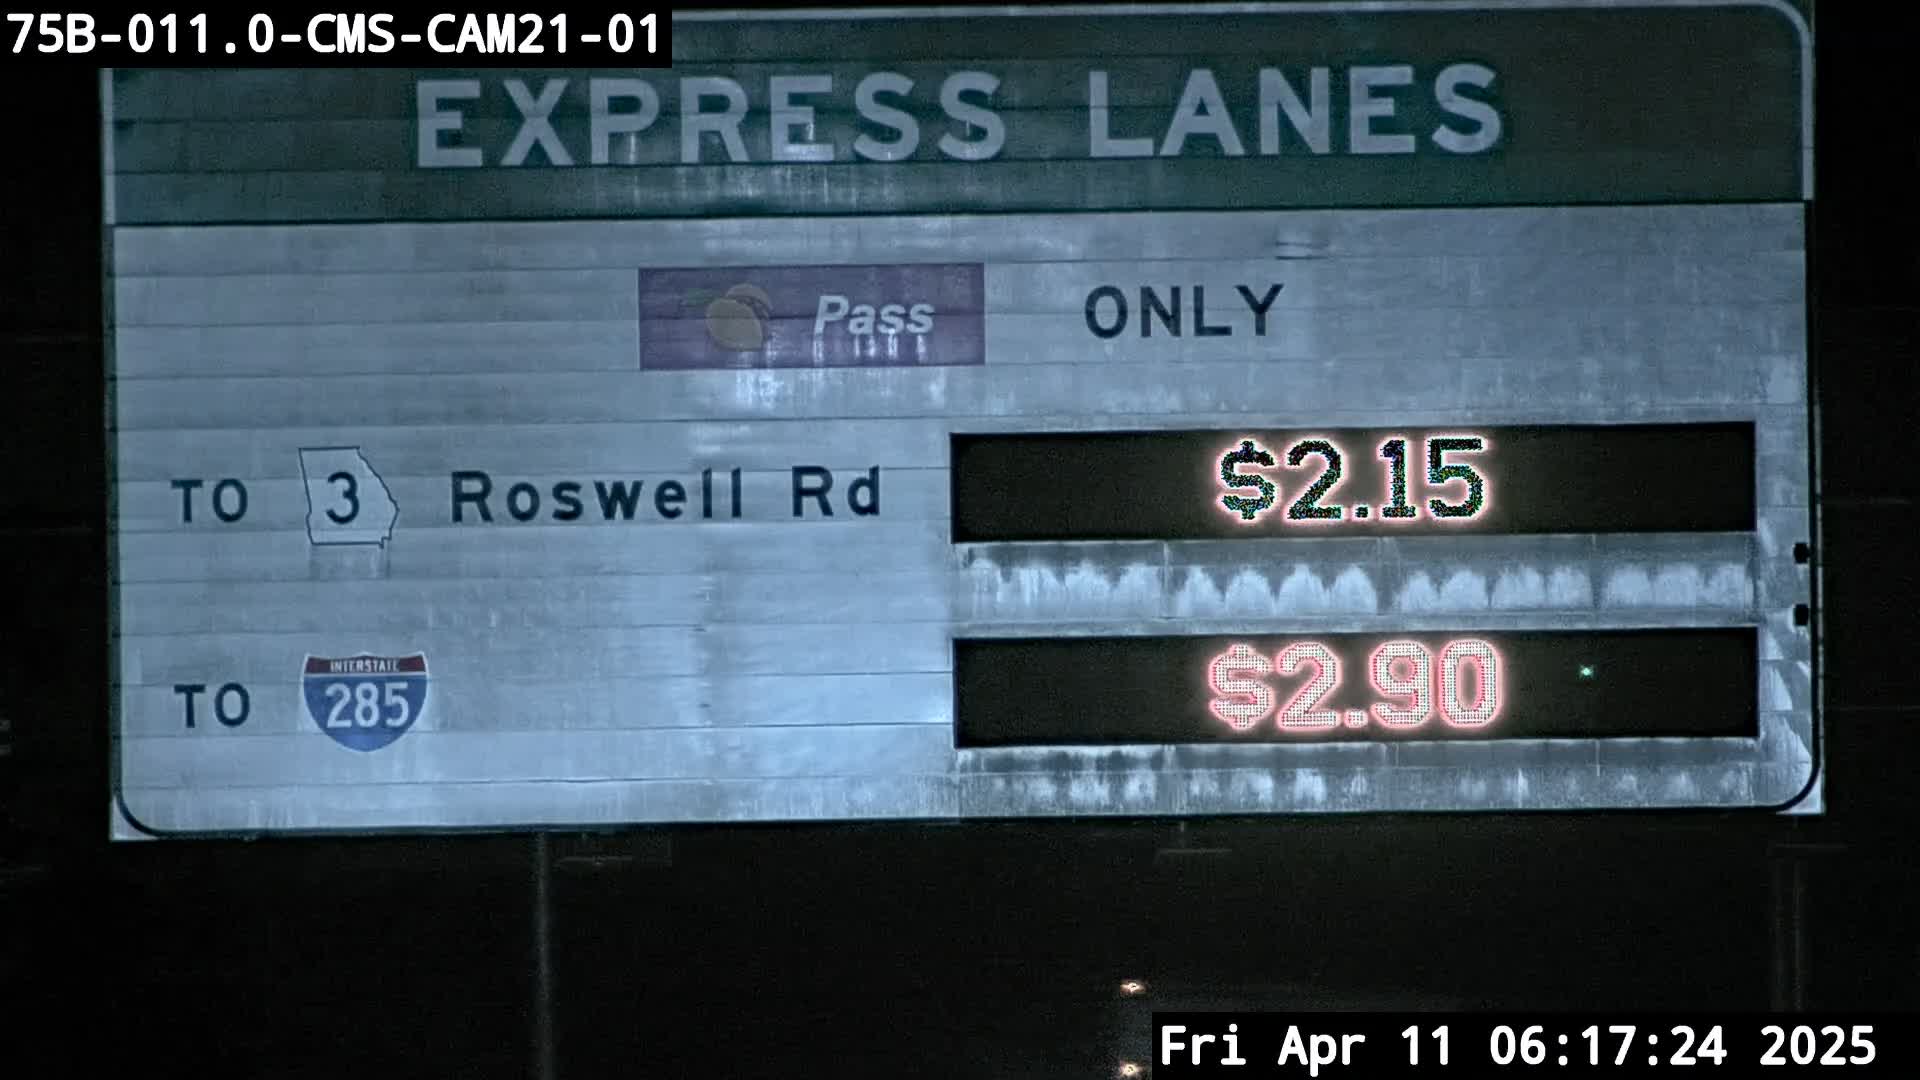 75B-011.0-CMS-CAM21-01
EXPRESS LANES
Pass ONLY
TO 3 Roswell Rd $2.15
TO INTERSTATE 285 $2.90
Fri Apr 11 06:17:24 2025